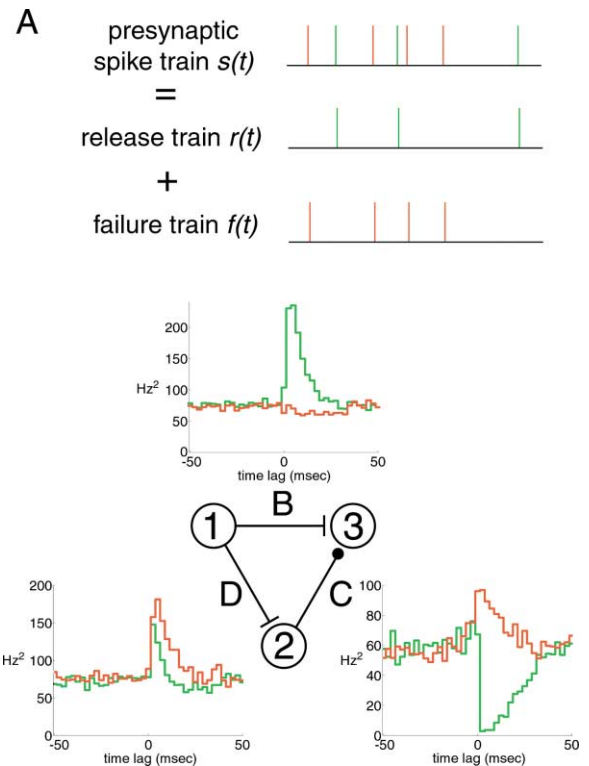 A
presynaptic
spike train s(t)
=
release train r(t)
+
failure train f(t)
200
150
Hz²
100
50
0
-50
0
50
time lag (msec)
B
1
3
D
C
2
200
150
Hz²
100
50
0
-50
0
50
time lag (msec)
100
80
60
Hz²
40
20
0
-50
0
50
time lag (msec)